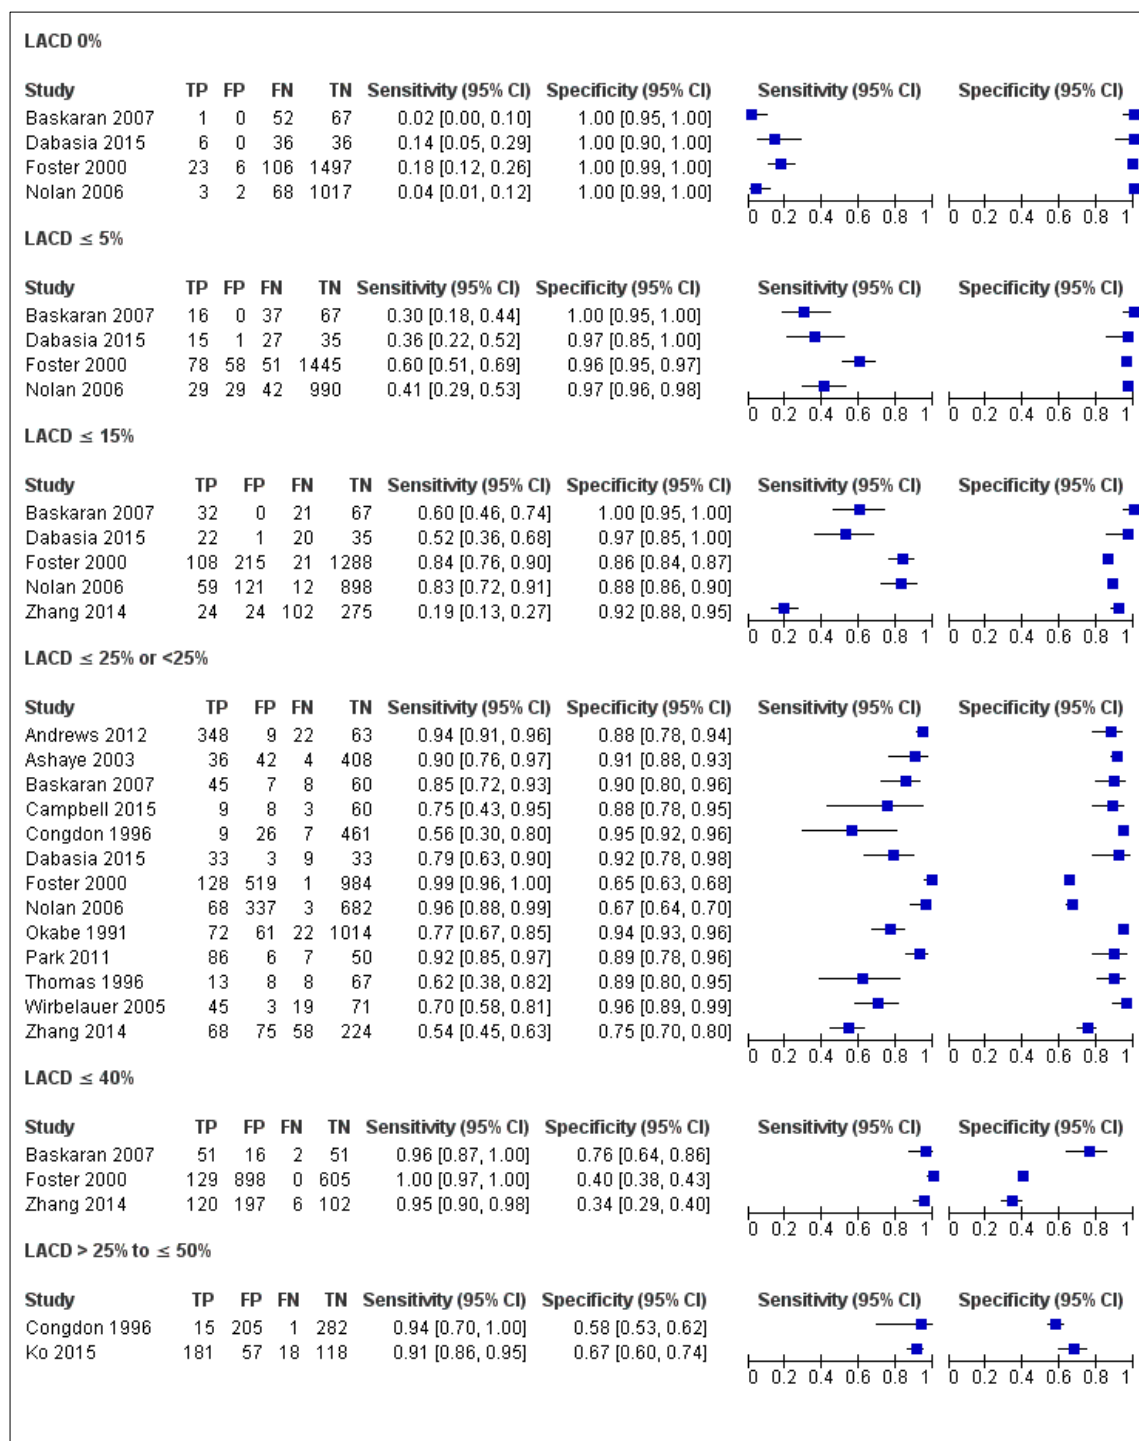 LACD 0%
Study TP FP FN TN Sensitivity (95% CI) Specificity (95% CI) Sensitivity (95% CI) Specificity (95% CI)
Baskaran 2007 1 0 52 67 0.02 [0.00, 0.10] 1.00 [0.95, 1.00]
Dabasia 2015 6 0 36 36 0.14 [0.05, 0.29] 1.00 [0.90, 1.00]
Foster 2000 23 6 106 1497 0.18 [0.12, 0.26] 1.00 [0.99, 1.00]
Nolan 2006 3 2 68 1017 0.04 [0.01, 0.12] 1.00 [0.99, 1.00]
0 0.2 0.4 0.6 0.8 1 0 0.2 0.4 0.6 0.8 1
LACD ≤ 5%
Study TP FP FN TN Sensitivity (95% CI) Specificity (95% CI) Sensitivity (95% CI) Specificity (95% CI)
Baskaran 2007 16 0 37 67 0.30 [0.18, 0.44] 1.00 [0.95, 1.00]
Dabasia 2015 15 1 27 35 0.36 [0.22, 0.52] 0.97 [0.85, 1.00]
Foster 2000 78 58 51 1445 0.60 [0.51, 0.69] 0.96 [0.95, 0.97]
Nolan 2006 29 29 42 990 0.41 [0.29, 0.53] 0.97 [0.96, 0.98]
0 0.2 0.4 0.6 0.8 1 0 0.2 0.4 0.6 0.8 1
LACD ≤ 15%
Study TP FP FN TN Sensitivity (95% CI) Specificity (95% CI) Sensitivity (95% CI) Specificity (95% CI)
Baskaran 2007 32 0 21 67 0.60 [0.46, 0.74] 1.00 [0.95, 1.00]
Dabasia 2015 22 1 20 35 0.52 [0.36, 0.68] 0.97 [0.85, 1.00]
Foster 2000 108 215 21 1288 0.84 [0.76, 0.90] 0.86 [0.84, 0.87]
Nolan 2006 59 121 12 898 0.83 [0.72, 0.91] 0.88 [0.86, 0.90]
Zhang 2014 24 24 102 275 0.19 [0.13, 0.27] 0.92 [0.88, 0.95]
0 0.2 0.4 0.6 0.8 1 0 0.2 0.4 0.6 0.8 1
LACD ≤ 25% or <25%
Study TP FP FN TN Sensitivity (95% CI) Specificity (95% CI) Sensitivity (95% CI) Specificity (95% CI)
Andrews 2012 348 9 22 63 0.94 [0.91, 0.96] 0.88 [0.78, 0.94]
Ashaye 2003 36 42 4 408 0.90 [0.76, 0.97] 0.91 [0.88, 0.93]
Baskaran 2007 45 7 8 60 0.85 [0.72, 0.93] 0.90 [0.80, 0.96]
Campbell 2015 9 8 3 60 0.75 [0.43, 0.95] 0.88 [0.78, 0.95]
Congdon 1996 9 26 7 461 0.56 [0.30, 0.80] 0.95 [0.92, 0.96]
Dabasia 2015 33 3 9 33 0.79 [0.63, 0.90] 0.92 [0.78, 0.98]
Foster 2000 128 519 1 984 0.99 [0.96, 1.00] 0.65 [0.63, 0.68]
Nolan 2006 68 337 3 682 0.96 [0.88, 0.99] 0.67 [0.64, 0.70]
Okabe 1991 72 61 22 1014 0.77 [0.67, 0.85] 0.94 [0.93, 0.96]
Park 2011 86 6 7 50 0.92 [0.85, 0.97] 0.89 [0.78, 0.96]
Thomas 1996 13 8 8 67 0.62 [0.38, 0.82] 0.89 [0.80, 0.95]
Wirbelauer 2005 45 3 19 71 0.70 [0.58, 0.81] 0.96 [0.89, 0.99]
Zhang 2014 68 75 58 224 0.54 [0.45, 0.63] 0.75 [0.70, 0.80]
0 0.2 0.4 0.6 0.8 1 0 0.2 0.4 0.6 0.8 1
LACD ≤ 40%
Study TP FP FN TN Sensitivity (95% CI) Specificity (95% CI) Sensitivity (95% CI) Specificity (95% CI)
Baskaran 2007 51 16 2 51 0.96 [0.87, 1.00] 0.76 [0.64, 0.86]
Foster 2000 129 898 0 605 1.00 [0.97, 1.00] 0.40 [0.38, 0.43]
Zhang 2014 120 197 6 102 0.95 [0.90, 0.98] 0.34 [0.29, 0.40]
0 0.2 0.4 0.6 0.8 1 0 0.2 0.4 0.6 0.8 1
LACD > 25% to ≤ 50%
Study TP FP FN TN Sensitivity (95% CI) Specificity (95% CI) Sensitivity (95% CI) Specificity (95% CI)
Congdon 1996 15 205 1 282 0.94 [0.70, 1.00] 0.58 [0.53, 0.62]
Ko 2015 181 57 18 118 0.91 [0.86, 0.95] 0.67 [0.60, 0.74]
0 0.2 0.4 0.6 0.8 1 0 0.2 0.4 0.6 0.8 1